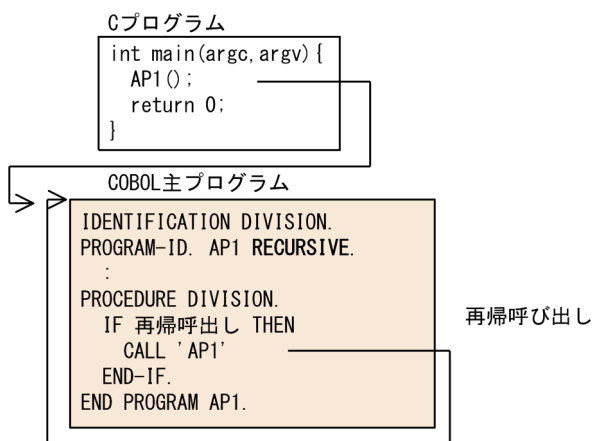 Cプログラム
int main(argc,argv){
AP1();
return 0;
}
COBOL主プログラム
IDENTIFICATION DIVISION.
PROGRAM-ID. AP1 RECURSIVE.
:
PROCEDURE DIVISION.
IF 再帰呼出し THEN
CALL 'AP1'
END-IF.
END PROGRAM AP1.
再帰呼び出し